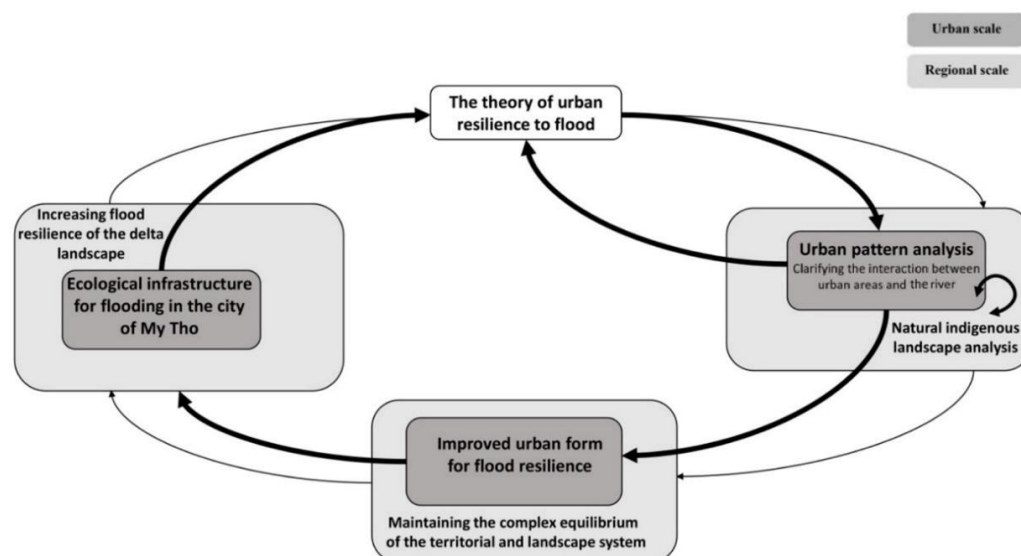 Urban scale
Regional scale
The theory of urban
resilience to flood
Increasing flood
resilience of the delta
landscape
Ecological infrastructure
for flooding in the city
of My Tho
Urban pattern analysis
Clarifying the interaction between
urban areas and the river
Natural indigenous
landscape analysis
Improved urban form
for flood resilience
Maintaining the complex equilibrium
of the territorial and landscape system